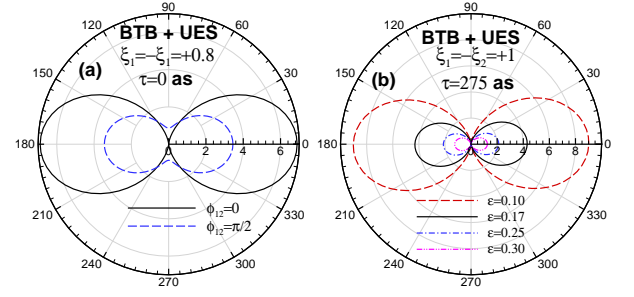 90
120
60
150
30
180
210
330
240
300
270
BTB + UES
ξ₁=−ξ₁=+0.8
τ=0 as
(a)
0 2 4 6
ϕ₁₂=0
ϕ₁₂=π/2
90
120
60
150
30
180
210
330
240
300
270
BTB + UES
ξ₁=−ξ₂=+1
τ=275 as
(b)
0 2 4 6 8
ε=0.10
ε=0.17
ε=0.25
ε=0.30